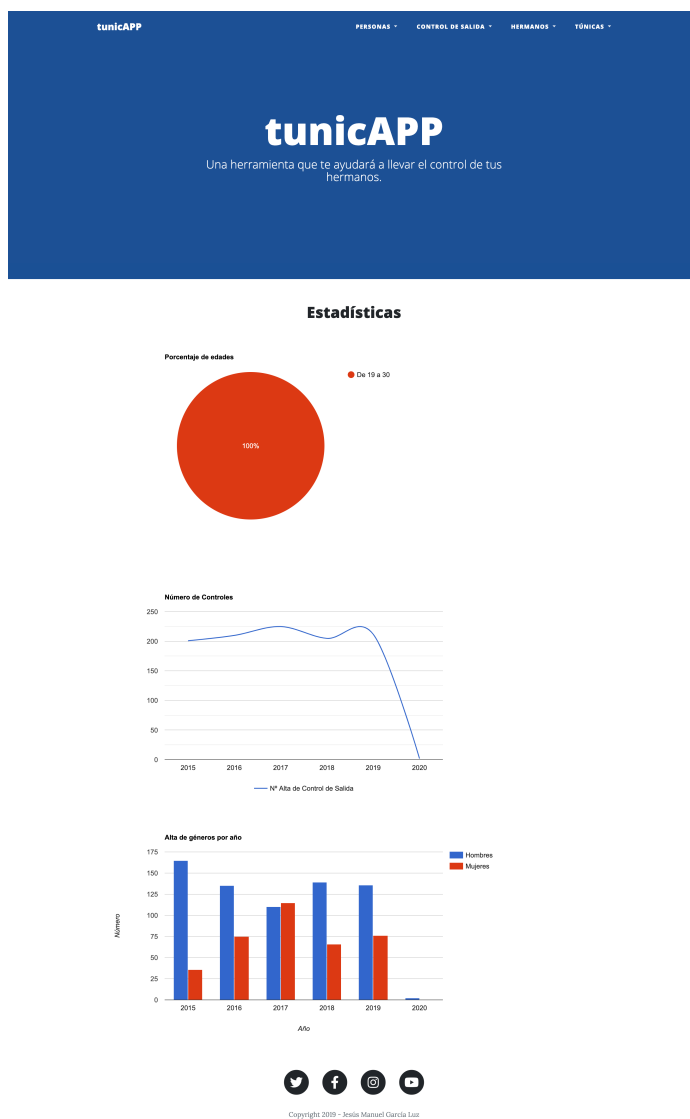 tunicAPP
PERSONAS
CONTROL DE SALIDA
HERMANOS
TÚNICAS
tunicAPP
Una herramienta que te ayudará a llevar el control de tus
hermanos.
Estadísticas
Porcentaje de edades
De 19 a 30
100%
Número de Controles
250
200
150
100
50
0
2015 2016 2017 2018 2019 2020
Nº Alta de Control de Salida
Alta de géneros por año
Hombres
Mujeres
175
150
125
100
75
50
25
0
Número
2015 2016 2017 2018 2019 2020
Año
Copyright 2019 - Jesús Manuel García Luz